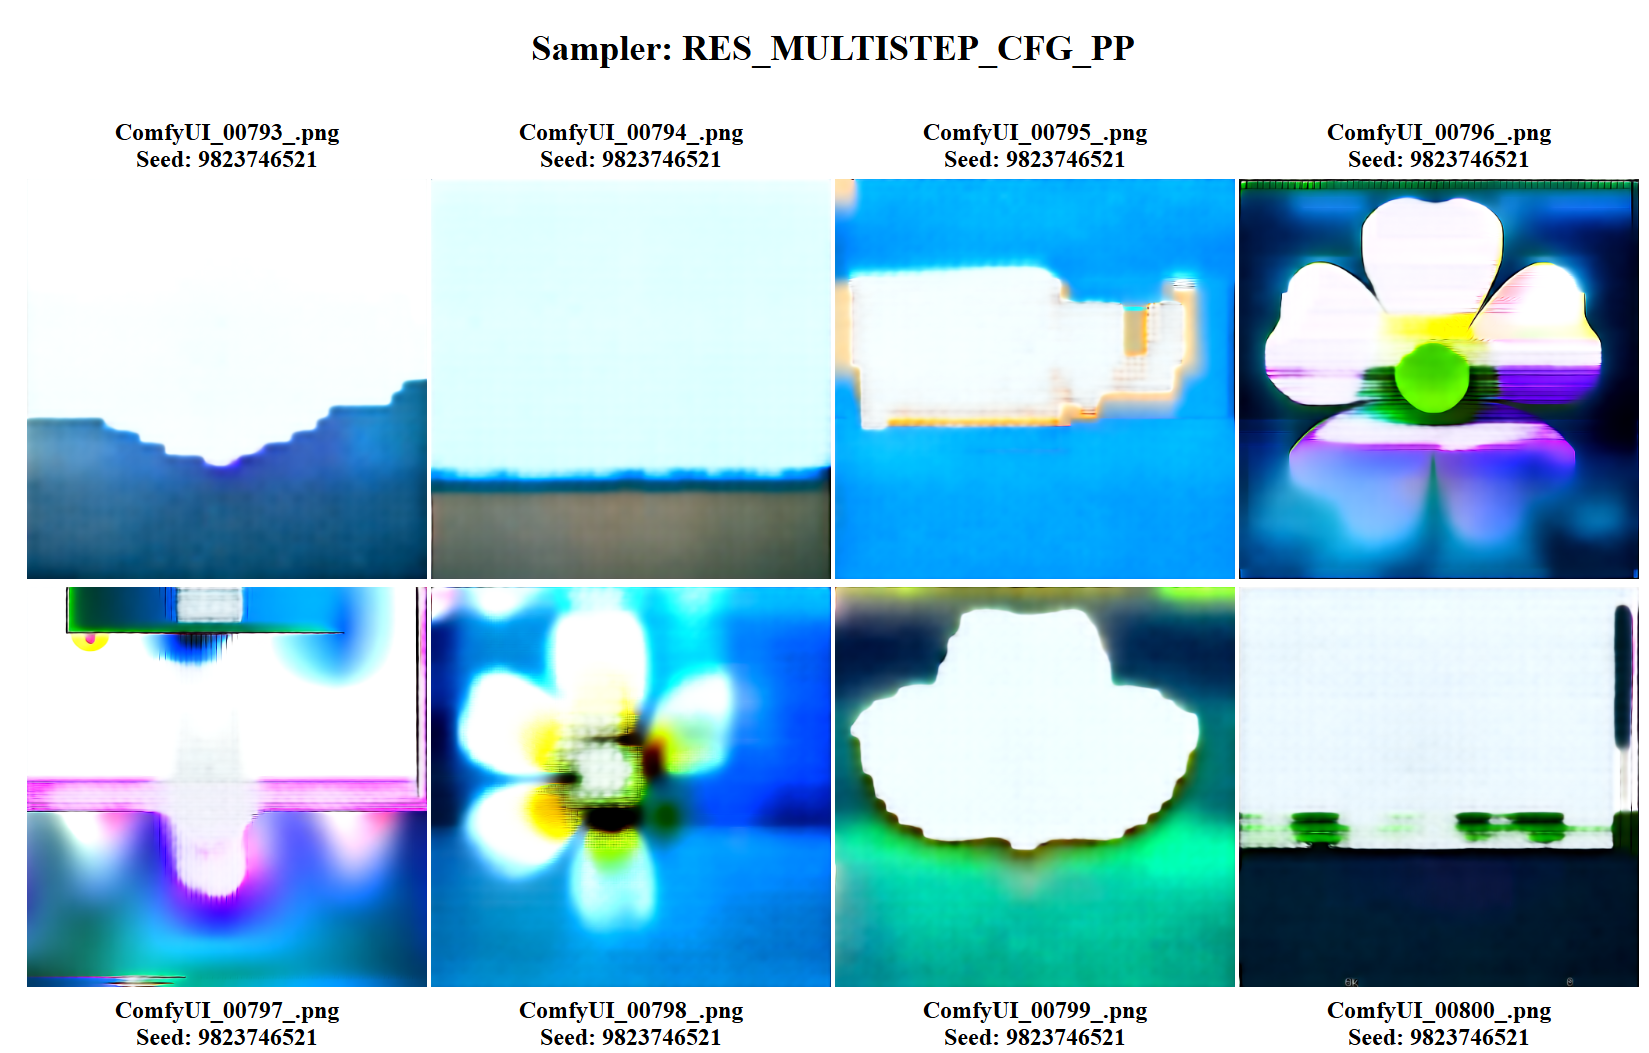 Sampler: RES_MULTISTEP_CFG_PP
ComfyUI_00793_.png
Seed: 9823746521
ComfyUI_00794_.png
Seed: 9823746521
ComfyUI_00795_.png
Seed: 9823746521
ComfyUI_00796_.png
Seed: 9823746521
ComfyUI_00797_.png
Seed: 9823746521
ComfyUI_00798_.png
Seed: 9823746521
ComfyUI_00799_.png
Seed: 9823746521
ComfyUI_00800_.png
Seed: 9823746521